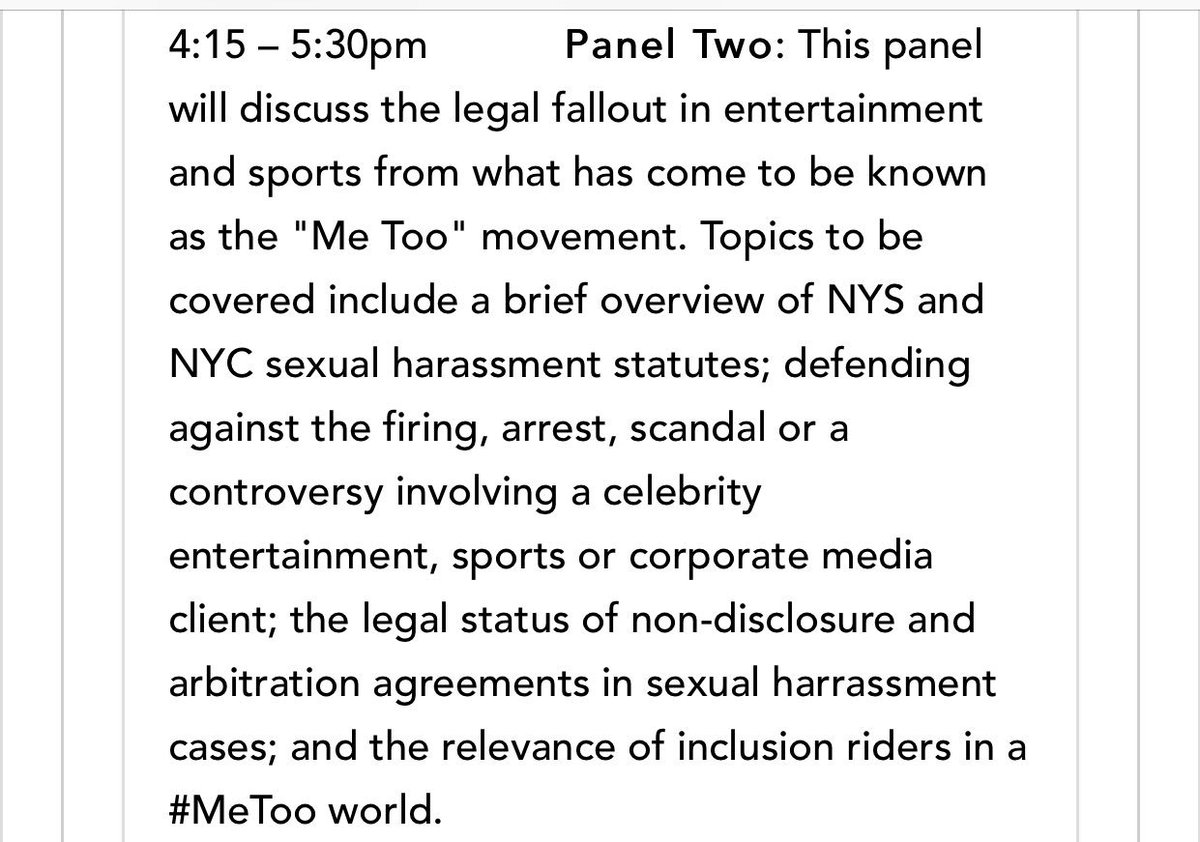 4:15 – 5:30pm Panel Two: This panel
will discuss the legal fallout in entertainment
and sports from what has come to be known
as the "Me Too" movement. Topics to be
covered include a brief overview of NYS and
NYC sexual harassment statutes; defending
against the firing, arrest, scandal or a
controversy involving a celebrity
entertainment, sports or corporate media
client; the legal status of non-disclosure and
arbitration agreements in sexual harrassment
cases; and the relevance of inclusion riders in a
#MeToo world.